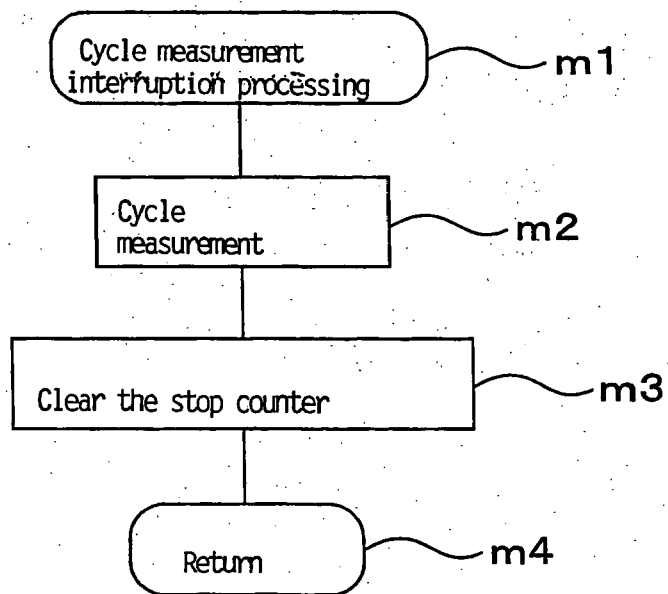 Cycle measurement
interruption processing
m1
Cycle
measurement
m2
Clear the stop counter
m3
Return
m4